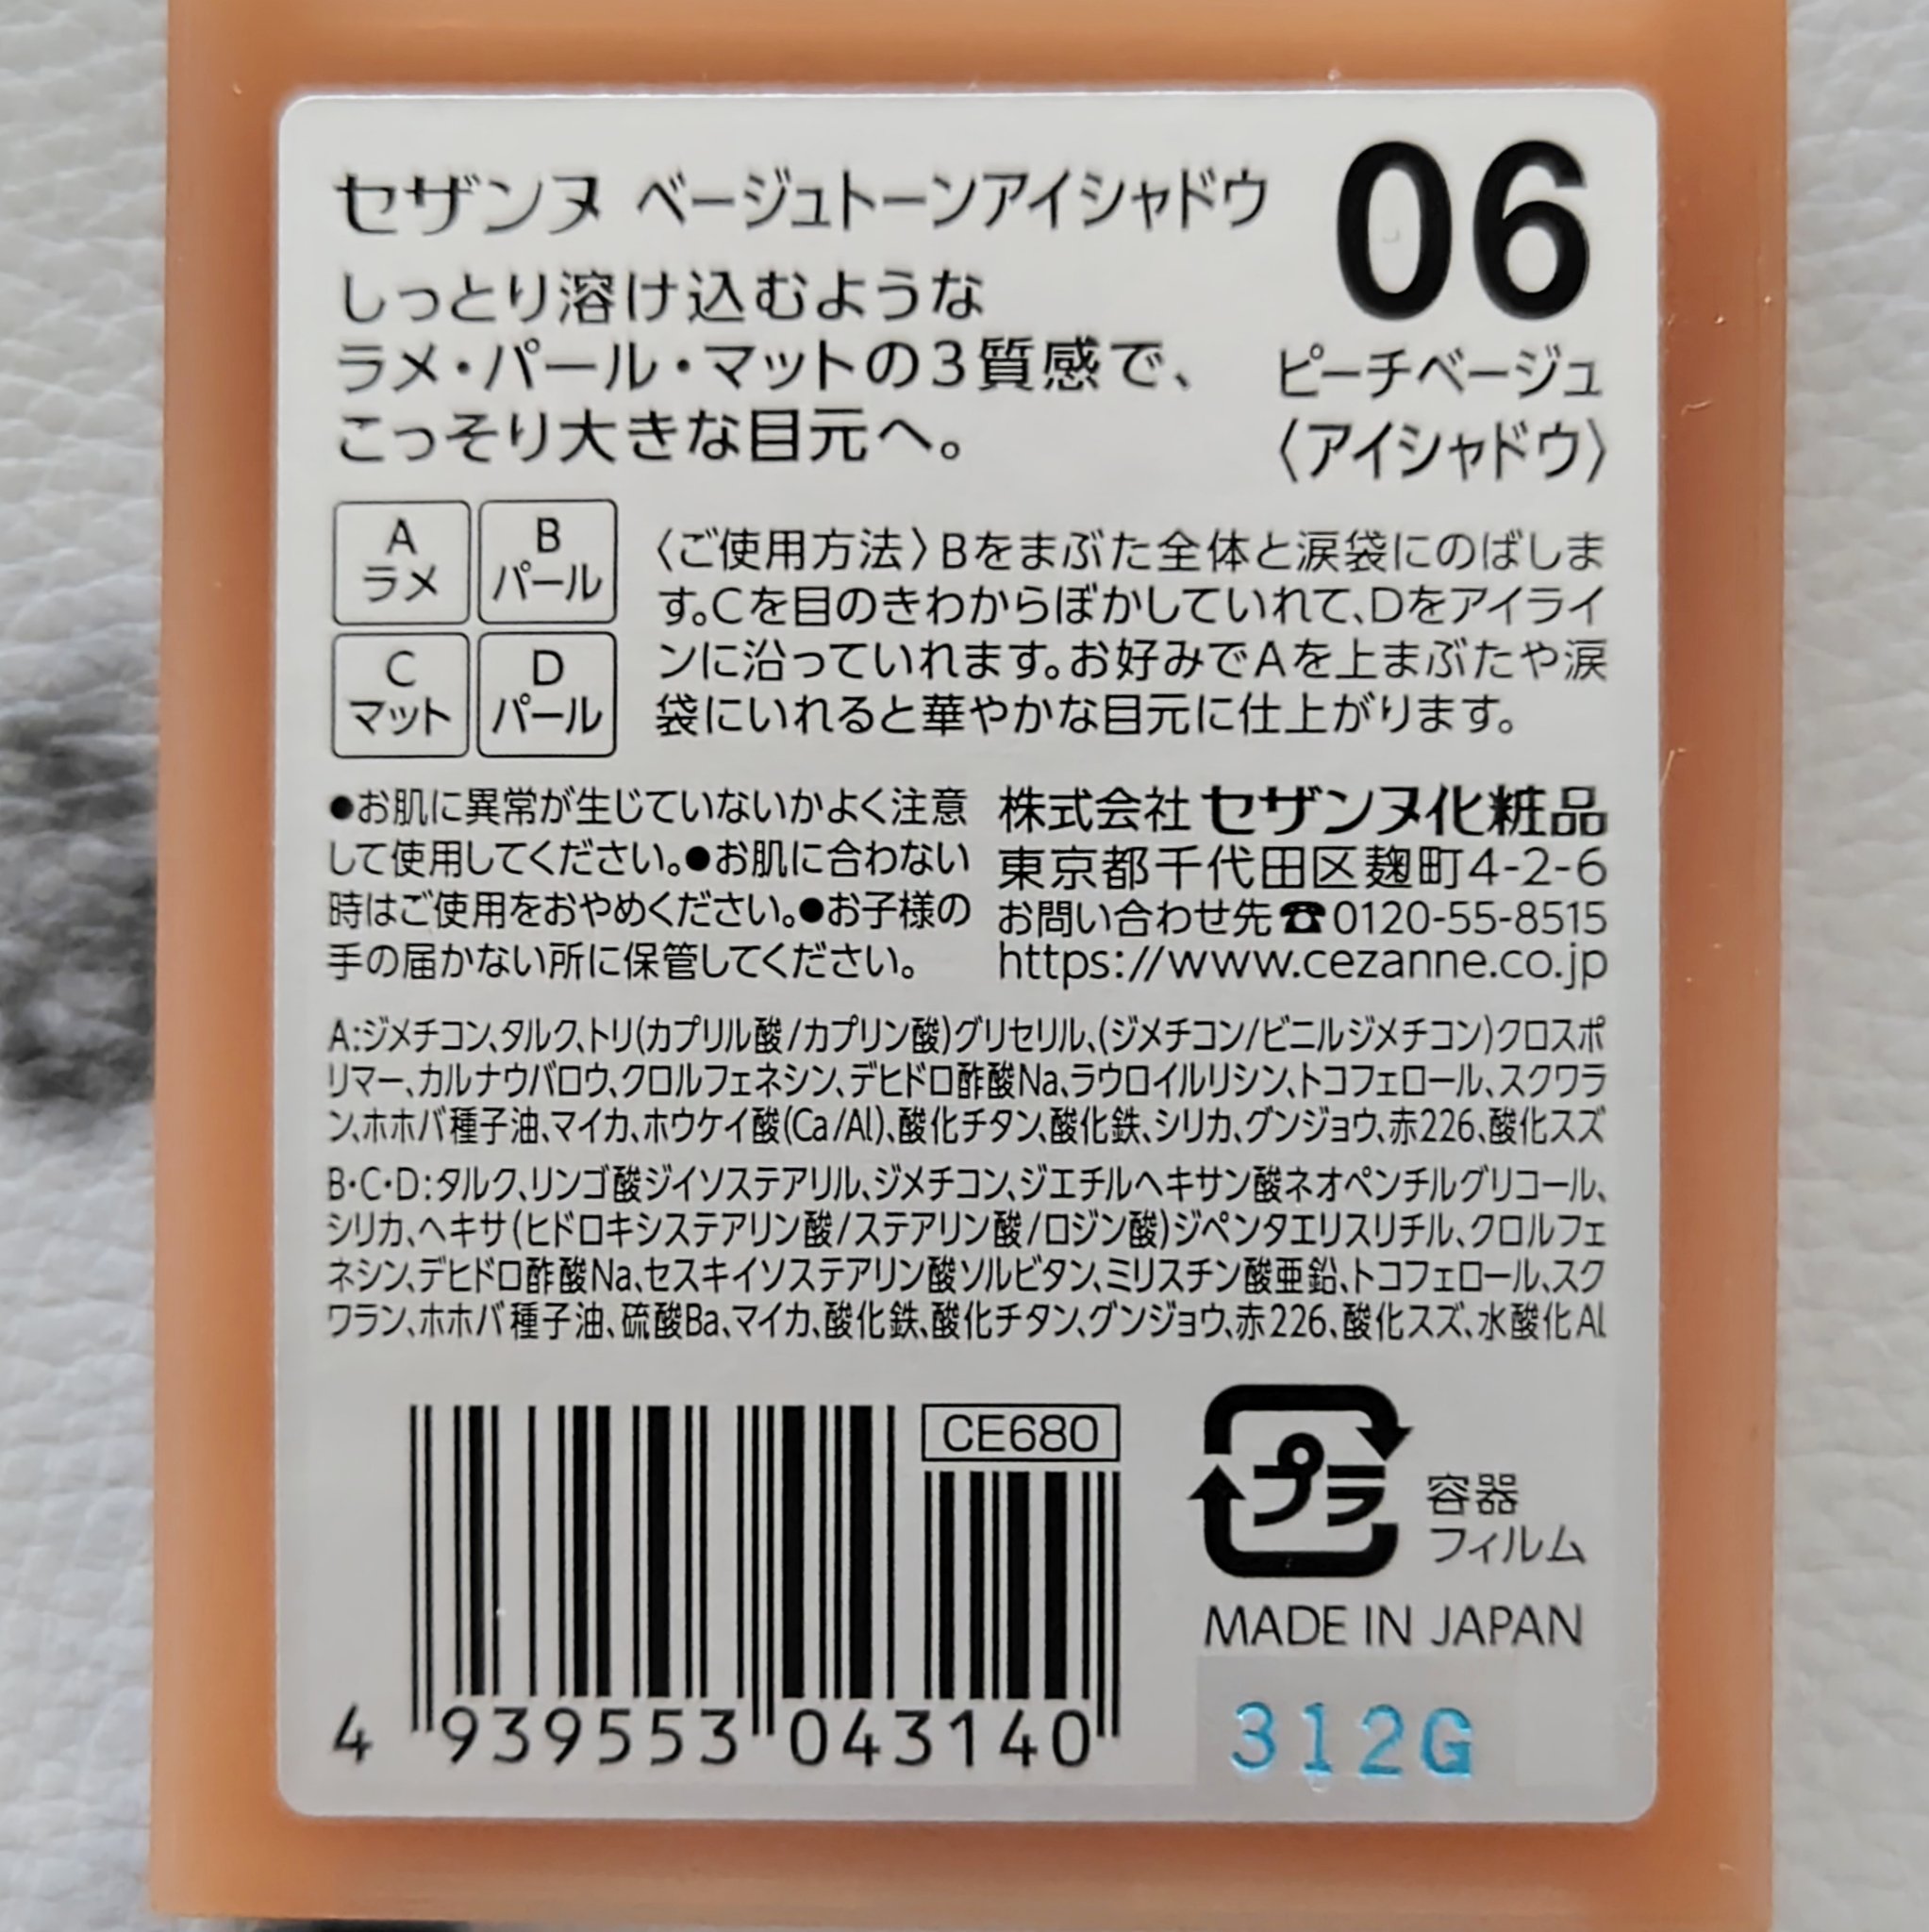 セザンヌ ベージュトーンアイシャドウ
06
しっとり溶け込むような
ラメ・パール・マットの3質感で、
こっそり大きな目元へ。
ピーチベージュ
〈アイシャドウ〉
A
ラメ
B
パール
C
マット
D
パール
〈ご使用方法〉Bをまぶた全体と涙袋にのばしま
す。Cを目のきわからぼかしていれて、Dをアイライ
ンに沿っていれます。お好みでAを上まぶたや涙
袋にいれると華やかな目元に仕上がります。
●お肌に異常が生じていないかよく注意
して使用してください。●お肌に合わない
時はご使用をおやめください。●お子様の
手の届かない所に保管してください。
株式会社 セザンヌ化粧品
東京都千代田区麹町4-2-6
お問い合わせ先☎0120-55-8515
https://www.cezanne.co.jp
A:ジメチコン、タルク、トリ(カプリル酸/カプリン酸)グリセリル、(ジメチコン/ビニルジメチコン)クロスポ
リマー、カルナウバロウ、クロルフェネシン、デヒドロ酢酸Na、ラウロイルリシン、トコフェロール、スクワラ
ン、ホホバ種子油、マイカ、ホウケイ酸(Ca/Al)、酸化チタン、酸化鉄、シリカ、グンジョウ、赤226、酸化スズ
B・C・D:タルク、リンゴ酸ジイソステアリル、ジメチコン、ジエチルヘキサン酸ネオペンチルグリコール、
シリカ、ヘキサ(ヒドロキシステアリン酸/ステアリン酸/ロジン酸)ジペンタエリスリチル、クロルフェ
ネシン、デヒドロ酢酸Na、セスキイソステアリン酸ソルビタン、ミリスチン酸亜鉛、トコフェロール、スク
ワラン、ホホバ種子油、硫酸Ba、マイカ、酸化鉄、酸化チタン、グンジョウ、赤226、酸化スズ、水酸化Al
CE680
4 939553 043140
プラ
容器
フィルム
MADE IN JAPAN
312G